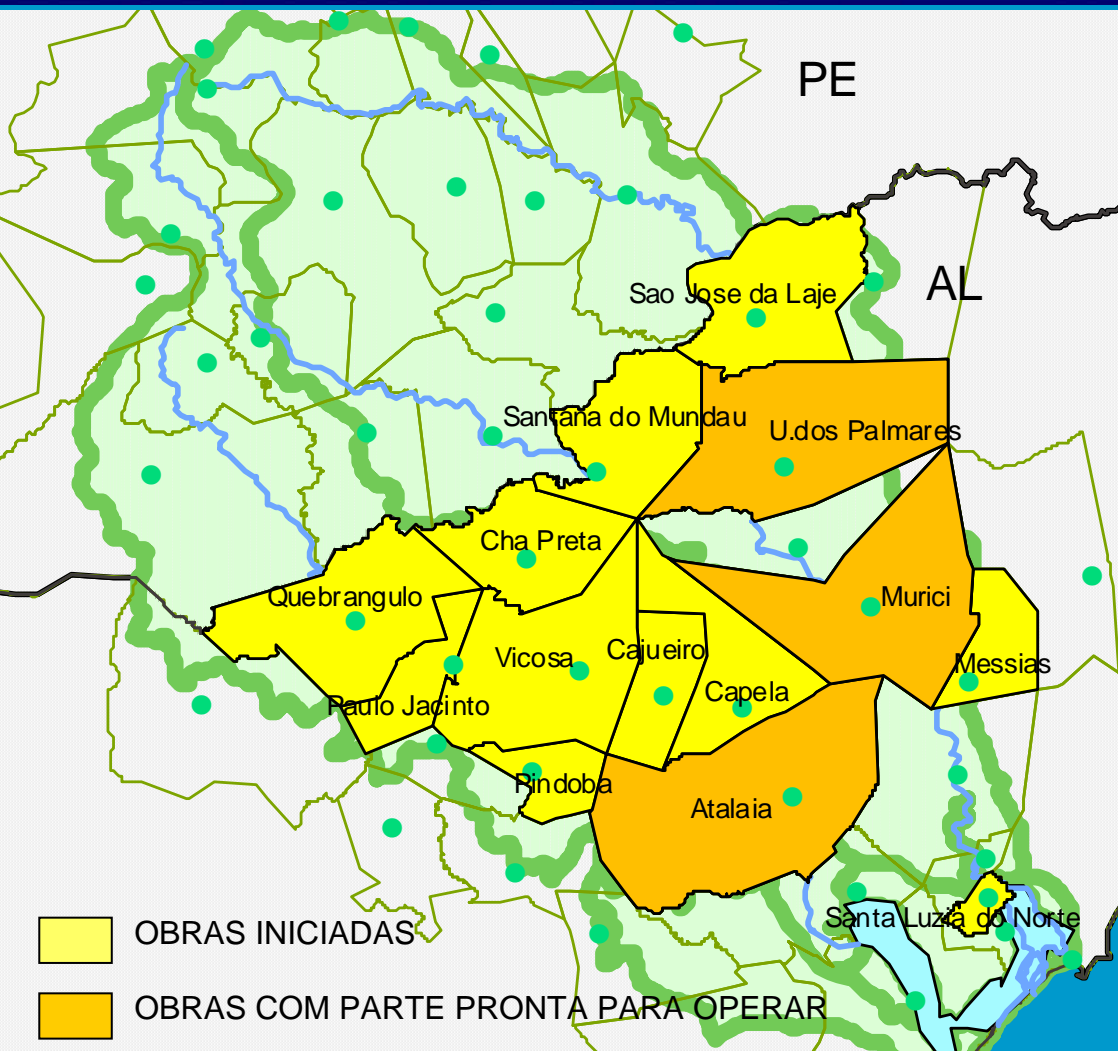 PE
AL
Sao Jose da Laje
Santana do Mundau
U.dos Palmares
Cha Preta
Quebrangulo
Murici
Vicosa
Cajueiro
Messias
Capela
Paulo Jacinto
Pindoba
Atalaia
Santa Luzia do Norte
OBRAS INICIADAS
OBRAS COM PARTE PRONTA PARA OPERAR